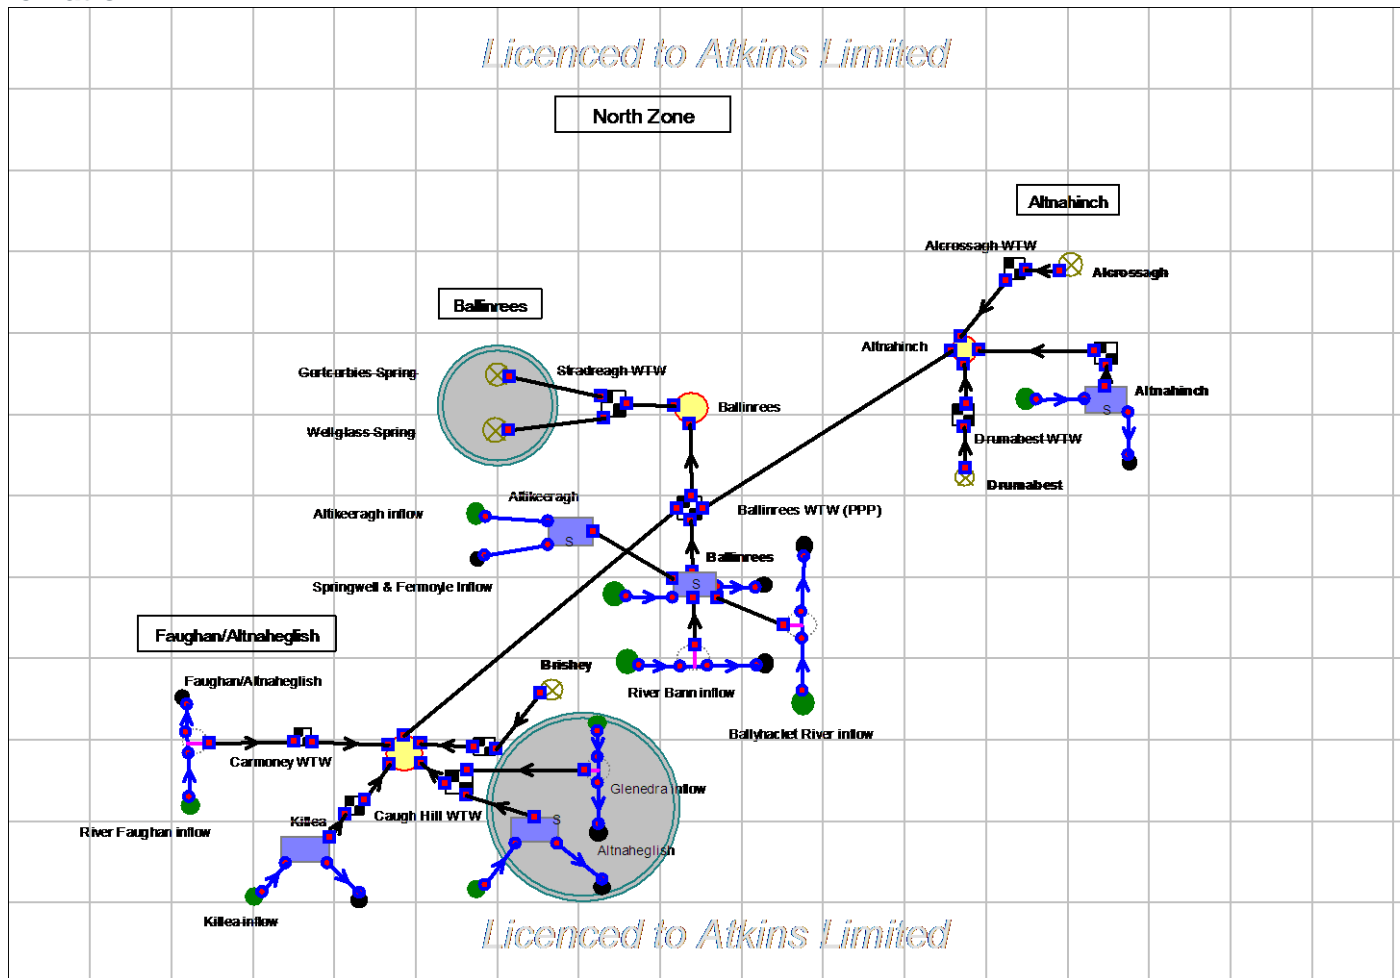 Licenced to Atkins Limited
North Zone
Altnahinch
Alcrossagh WTW
Alcrossagh
Ballinrees
Altnahinch
Gortcorbies Spring
Stradreagh WTW
Altnahinch
Ballinrees
Wellglass Spring
Drumabest WTW
Drumabest
Altikeeragh
Altikeeragh inflow
Ballinrees WTW (PPP)
S
S
S
Ballinrees
Springwell & Fermoyle Inflow
Faughan/Altnaheglish
Brishey
River Bann inflow
Faughan/Altnaheglish
Ballyhacket River inflow
Carmoney WTW
Glenedra inflow
Killea
Caugh Hill WTW
S
River Faughan inflow
Altnaheglish
Killea inflow
Licenced to Atkins Limited